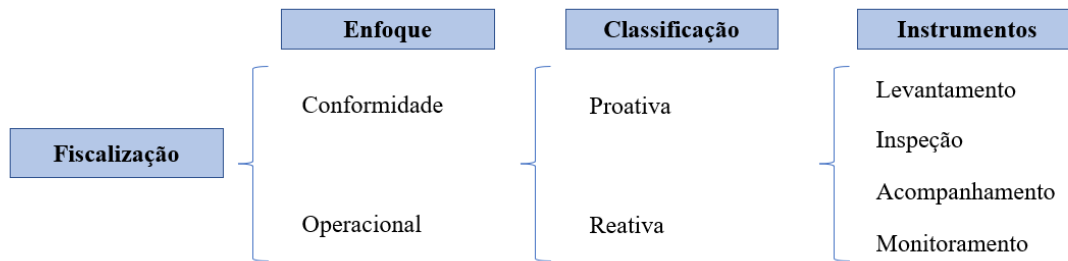 Enfoque
Classificação
Instrumentos
Fiscalização
Conformidade
Operacional
Proativa
Reativa
Levantamento
Inspeção
Acompanhamento
Monitoramento